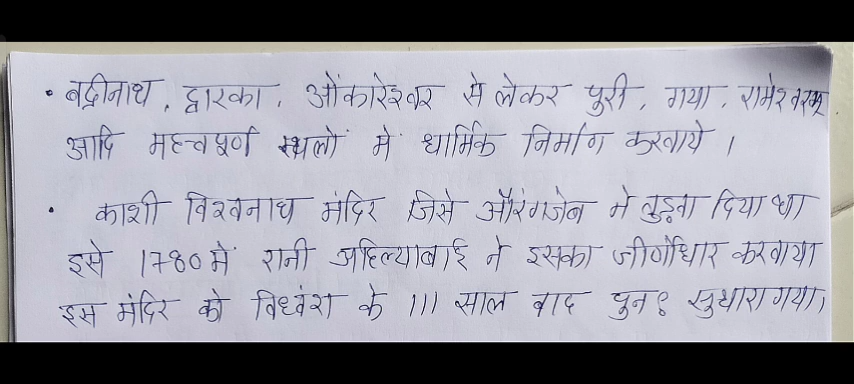 • बद्रीनाथ, द्वारका, ओंकारेश्वर से लेकर पुरी, गया, रामेश्वरम
आदि महत्वपूर्ण स्थलों में धार्मिक निर्माण करवाये ।
• काशी विश्वनाथ मंदिर जिसे औरंगजेब ने तुड़वा दिया था
इसे 1780 में रानी अहिल्याबाई ने इसका जीर्णोधार करवाया
इस मंदिर को विध्वंश के 111 साल बाद पुनः सुधारा गया।